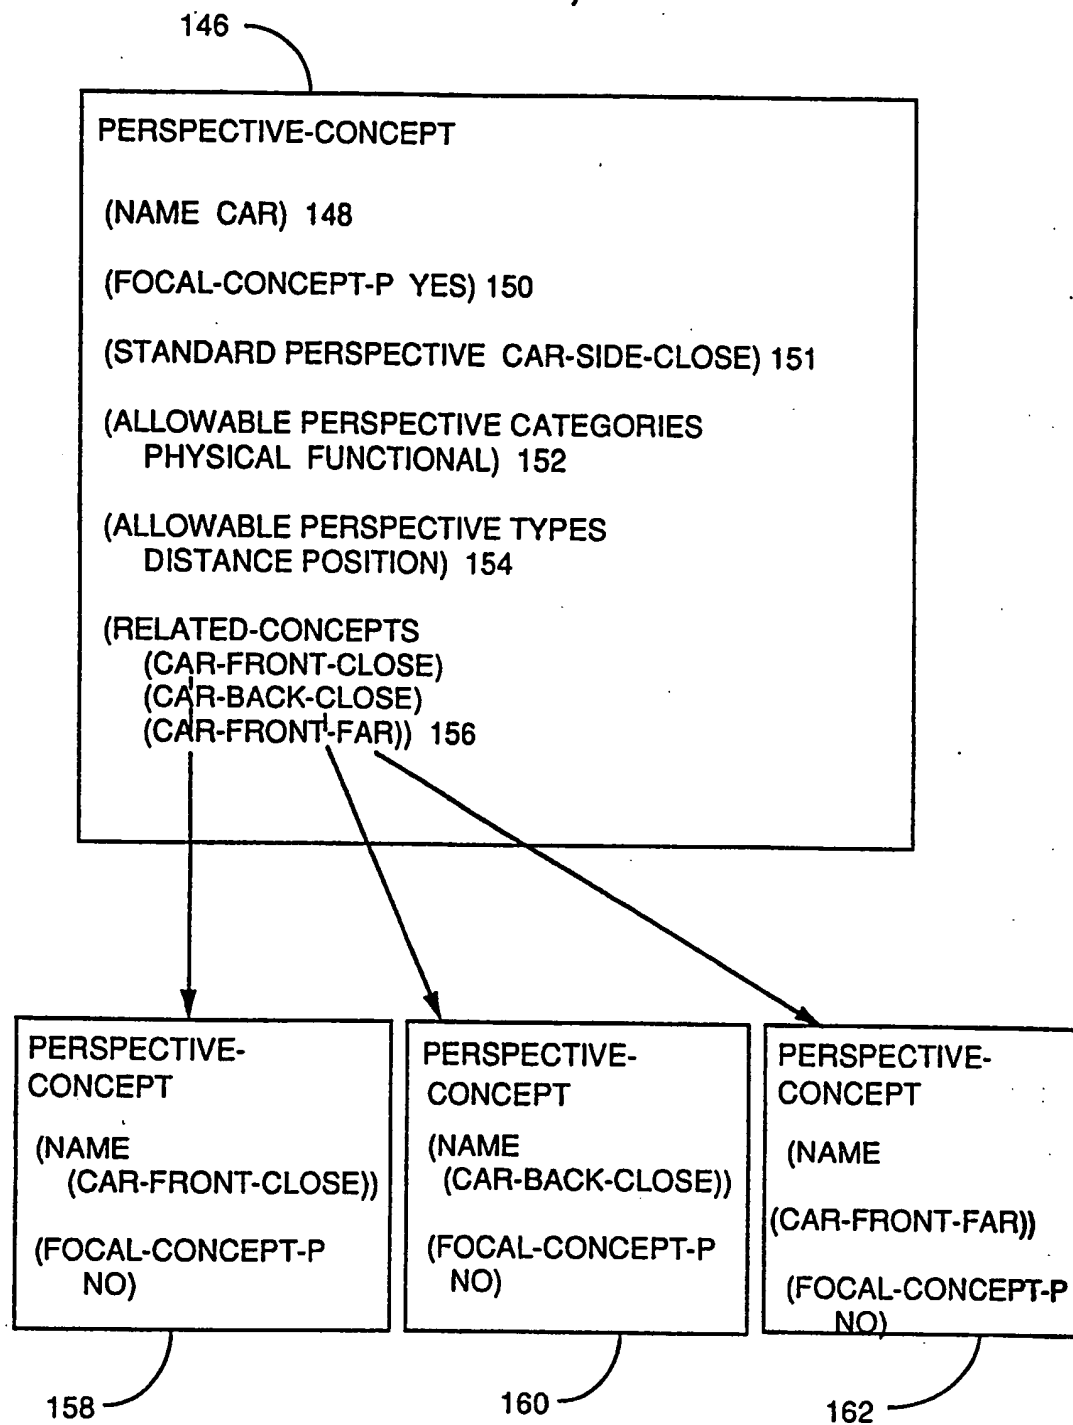 146
PERSPECTIVE-CONCEPT
(NAME CAR) 148
(FOCAL-CONCEPT-P YES) 150
(STANDARD PERSPECTIVE CAR-SIDE-CLOSE) 151
(ALLOWABLE PERSPECTIVE CATEGORIES
PHYSICAL FUNCTIONAL) 152
(ALLOWABLE PERSPECTIVE TYPES
DISTANCE POSITION) 154
(RELATED-CONCEPTS
(CAR-FRONT-CLOSE)
(CAR-BACK-CLOSE)
(CAR-FRONT-FAR)) 156
PERSPECTIVE-
CONCEPT
(NAME
(CAR-FRONT-CLOSE))
(FOCAL-CONCEPT-P
NO)
158
PERSPECTIVE-
CONCEPT
(NAME
(CAR-BACK-CLOSE))
(FOCAL-CONCEPT-P
NO)
160
PERSPECTIVE-
CONCEPT
(NAME
(CAR-FRONT-FAR))
(FOCAL-CONCEPT-P
NO)
162